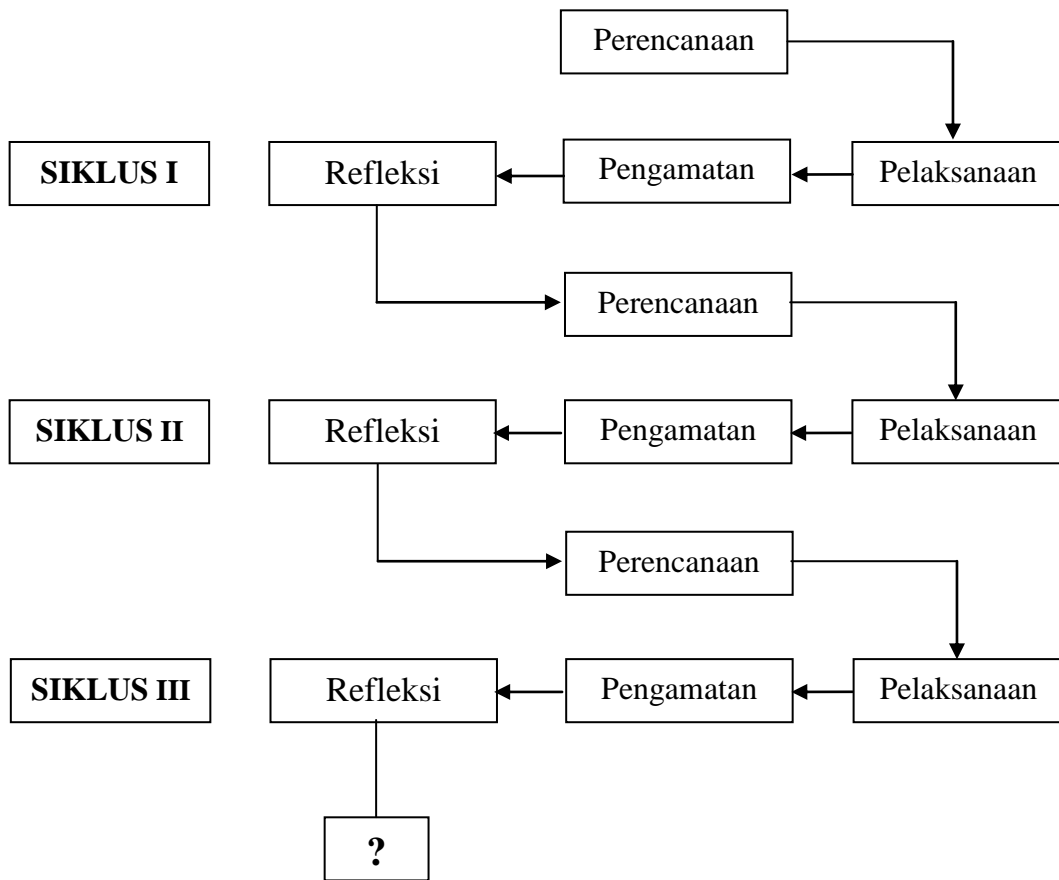 Perencanaan
SIKLUS I
Refleksi
Pengamatan
Pelaksanaan
Perencanaan
SIKLUS II
Refleksi
Pengamatan
Pelaksanaan
Perencanaan
SIKLUS III
Refleksi
Pengamatan
Pelaksanaan
?